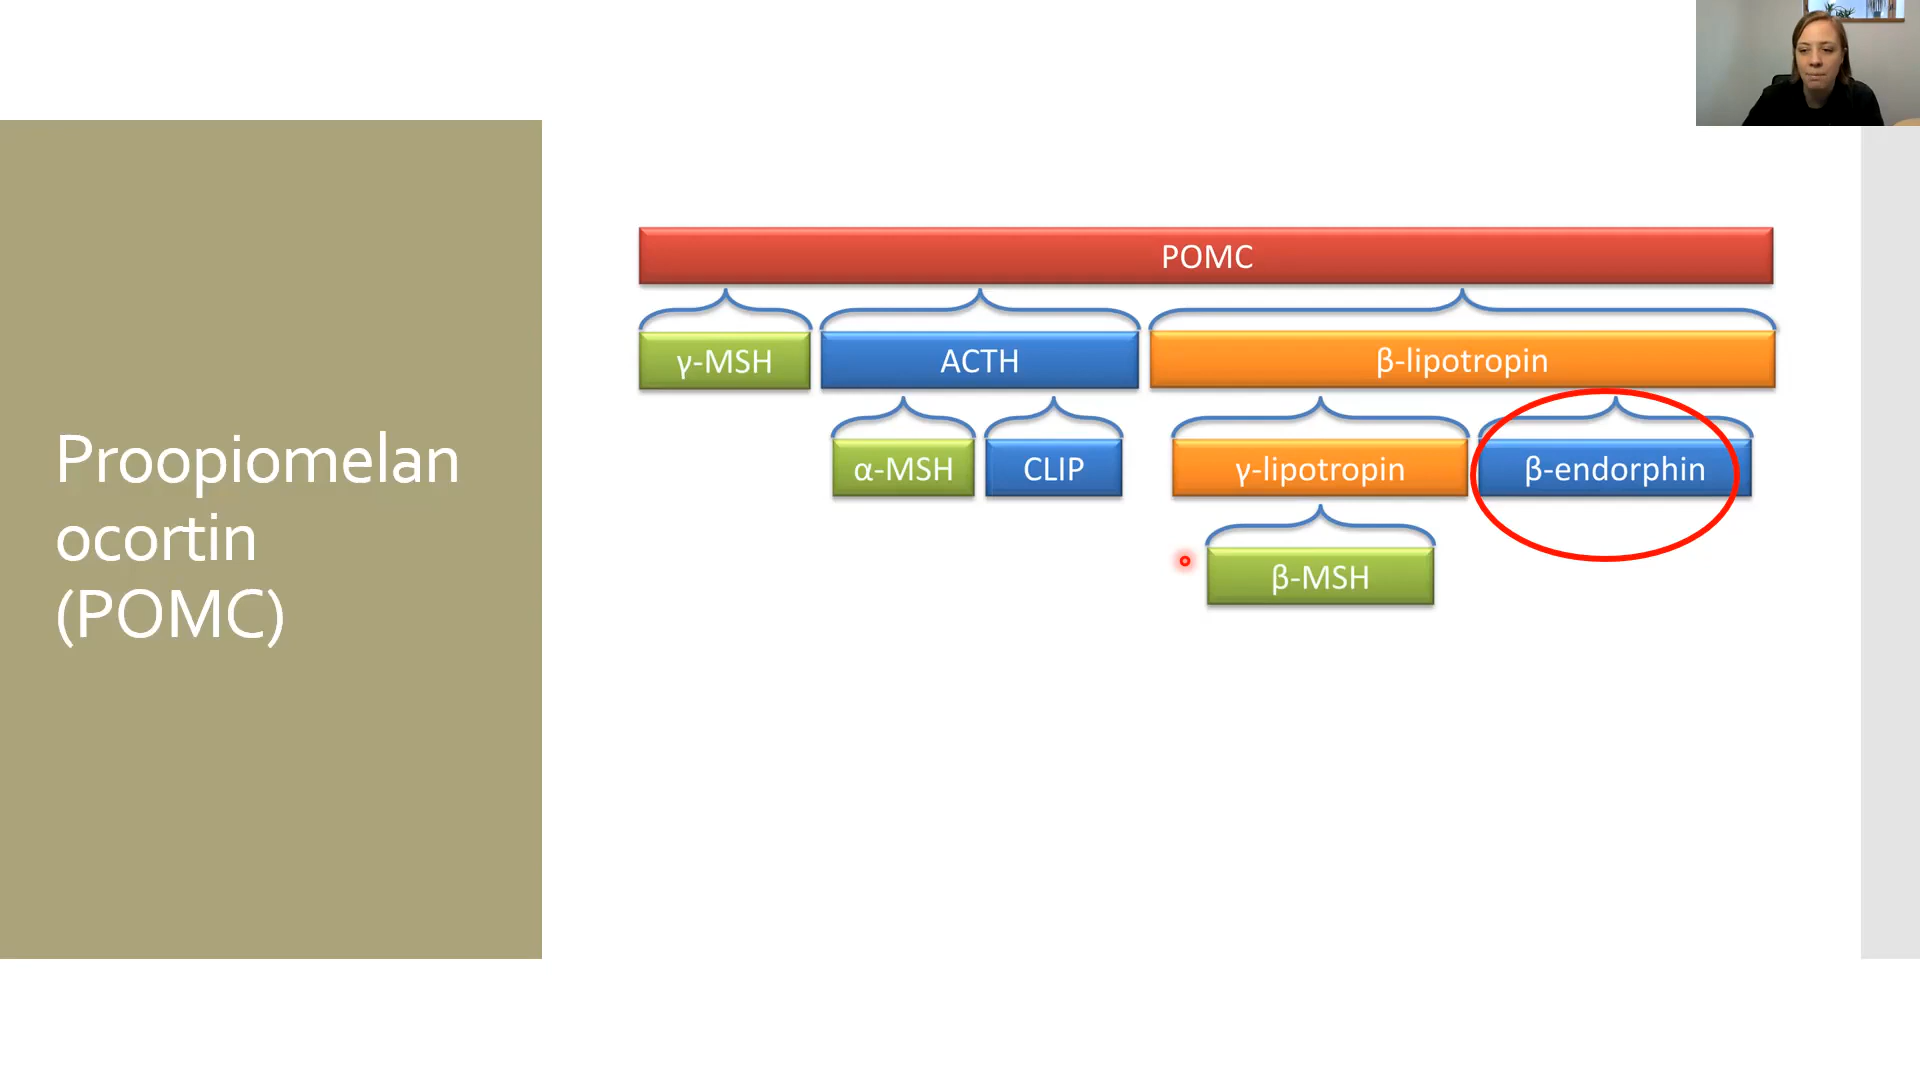 Proopiomelan
ocortin
(POMC)
POMC
γ-MSH ACTH β-lipotropin
α-MSH CLIP γ-lipotropin β-endorphin
β-MSH